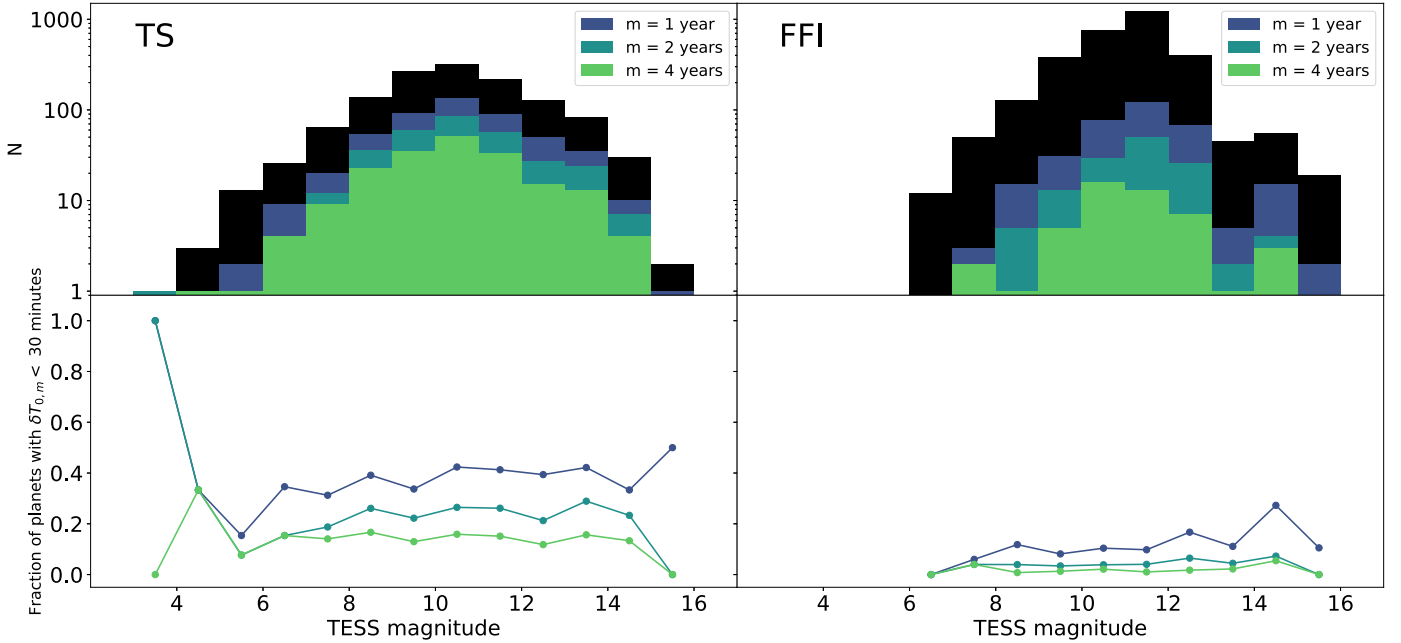 TS
m = 1 year
m = 2 years
m = 4 years
FFI
m = 1 year
m = 2 years
m = 4 years
N
1000
100
10
1
Fraction of planets with δT₀,ₘ < 30 minutes
1.0
0.8
0.6
0.4
0.2
0.0
4 6 8 10 12 14 16
4 6 8 10 12 14 16
TESS magnitude
TESS magnitude